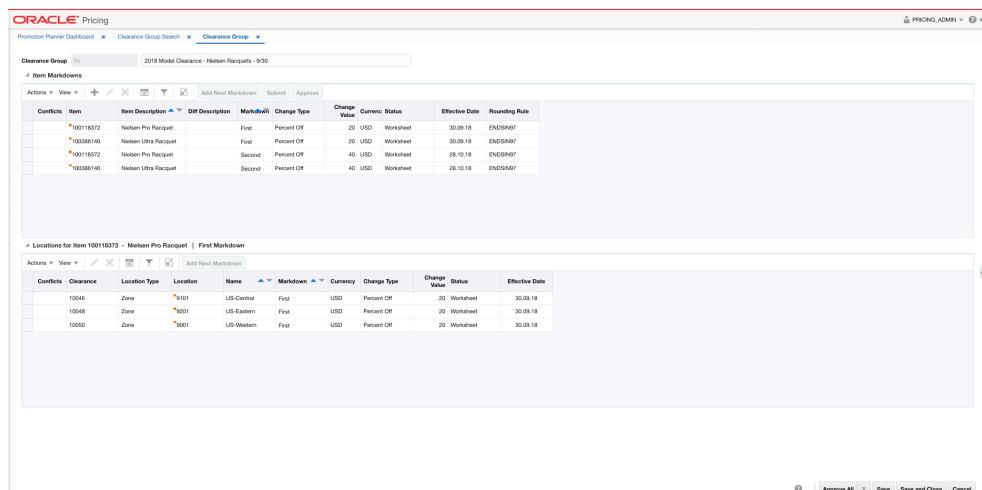 ORACLE® Pricing
PRICING_ADMIN
Promotion Planner Dashboard Clearance Group Search Clearance Group
Clearance Group 50 2018 Model Clearance - Nielsen Racquets - 9/30
Item Markdowns
Actions View Add Next Markdown Submit Approve
Conflicts Item Item Description Diff Description Markdown Change Type Change Value Currenc Status Effective Date Rounding Rule
100118372 Nielsen Pro Racquet First Percent Off 20 USD Worksheet 30.09.18 ENDSIN97
100386140 Nielsen Ultra Racquet First Percent Off 20 USD Worksheet 30.09.18 ENDSIN97
100118372 Nielsen Pro Racquet Second Percent Off 40 USD Worksheet 28.10.18 ENDSIN97
100386140 Nielsen Ultra Racquet Second Percent Off 40 USD Worksheet 28.10.18 ENDSIN97
Locations for Item 100118372 - Nielsen Pro Racquet | First Markdown
Actions View Add Next Markdown
Conflicts Clearance Location Type Location Name Markdown Currency Change Type Change Value Status Effective Date
10046 Zone 9101 US-Central First USD Percent Off 20 Worksheet 30.09.18
10048 Zone 9201 US-Eastern First USD Percent Off 20 Worksheet 30.09.18
10050 Zone 9001 US-Western First USD Percent Off 20 Worksheet 30.09.18
Approve All Save Save and Close Cancel